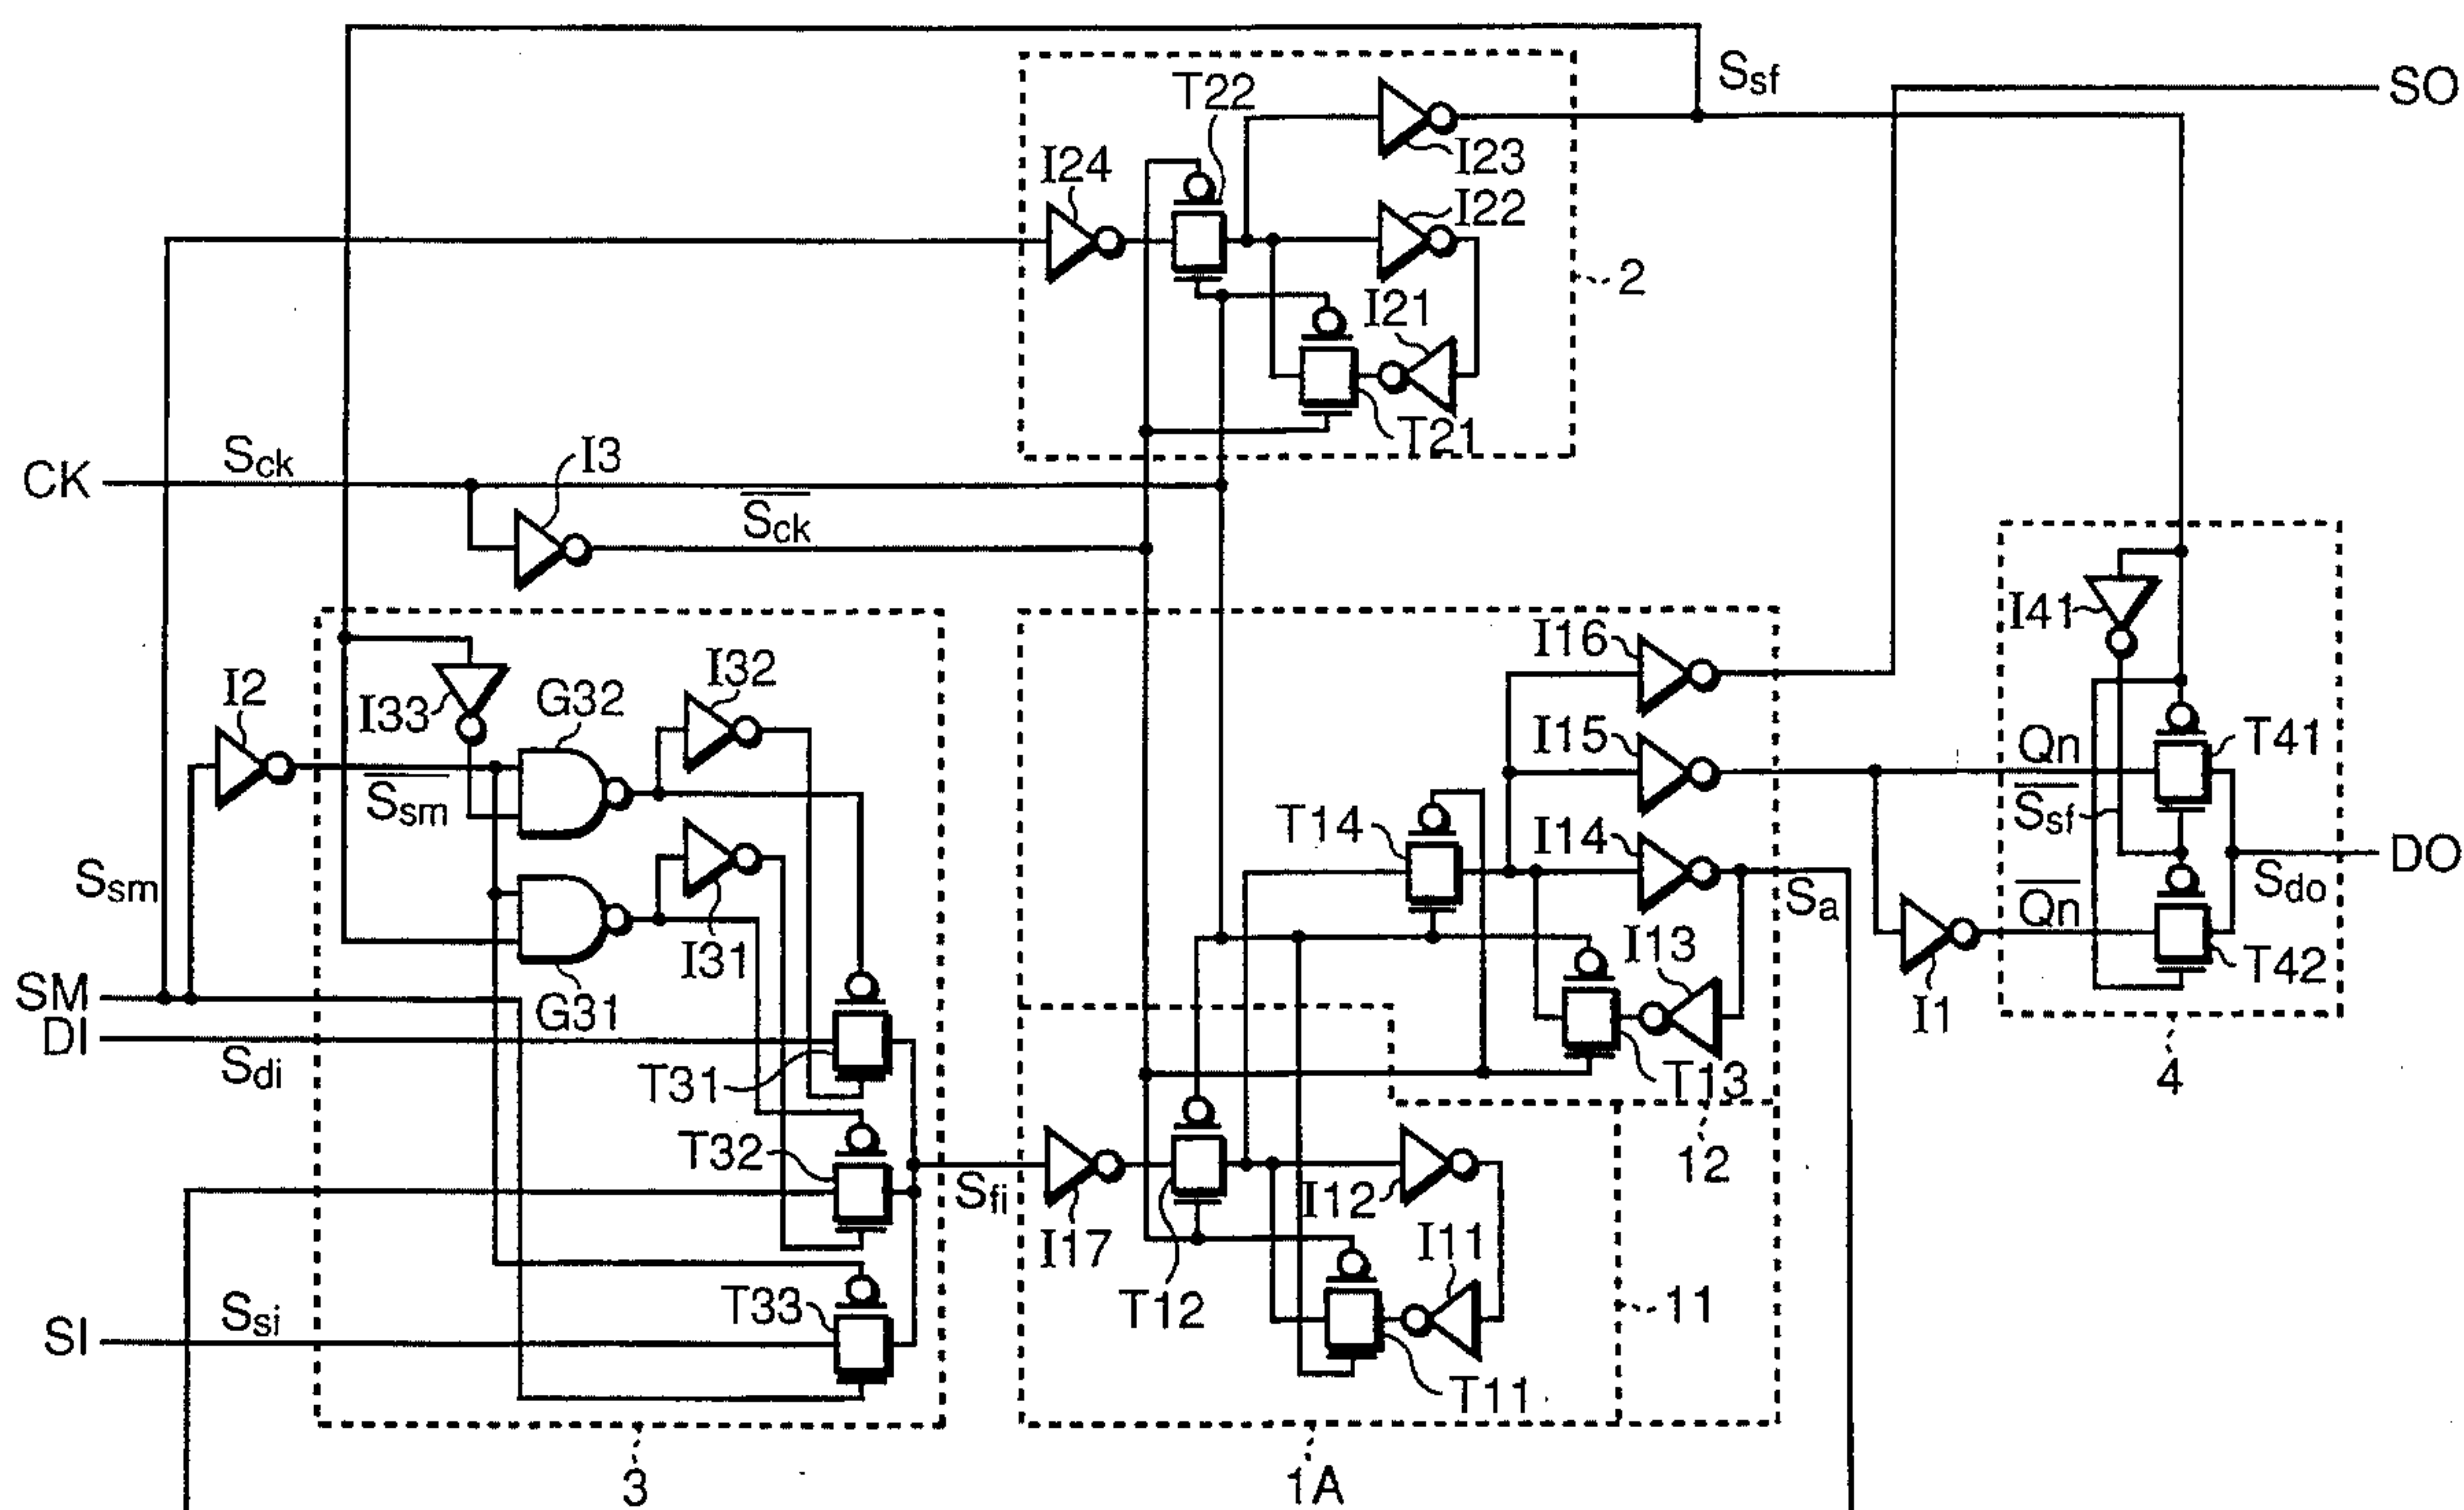 Ssf
SO
T22
I23
I24
I22
2
I21
T21
CK
Sck
I3
Sck
I41
I16
I2
I33
G32
I32
I15
Qn
T41
Ssm
Ssf
T14
I14
DO
Ssm
Sa
Sdo
I31
Qn
I13
T42
SM
G31
I1
DI
Sdi
T31
T13
4
T32
12
Sfi
I12
I17
I11
Ssi
T33
T12
11
SI
T11
3
1A